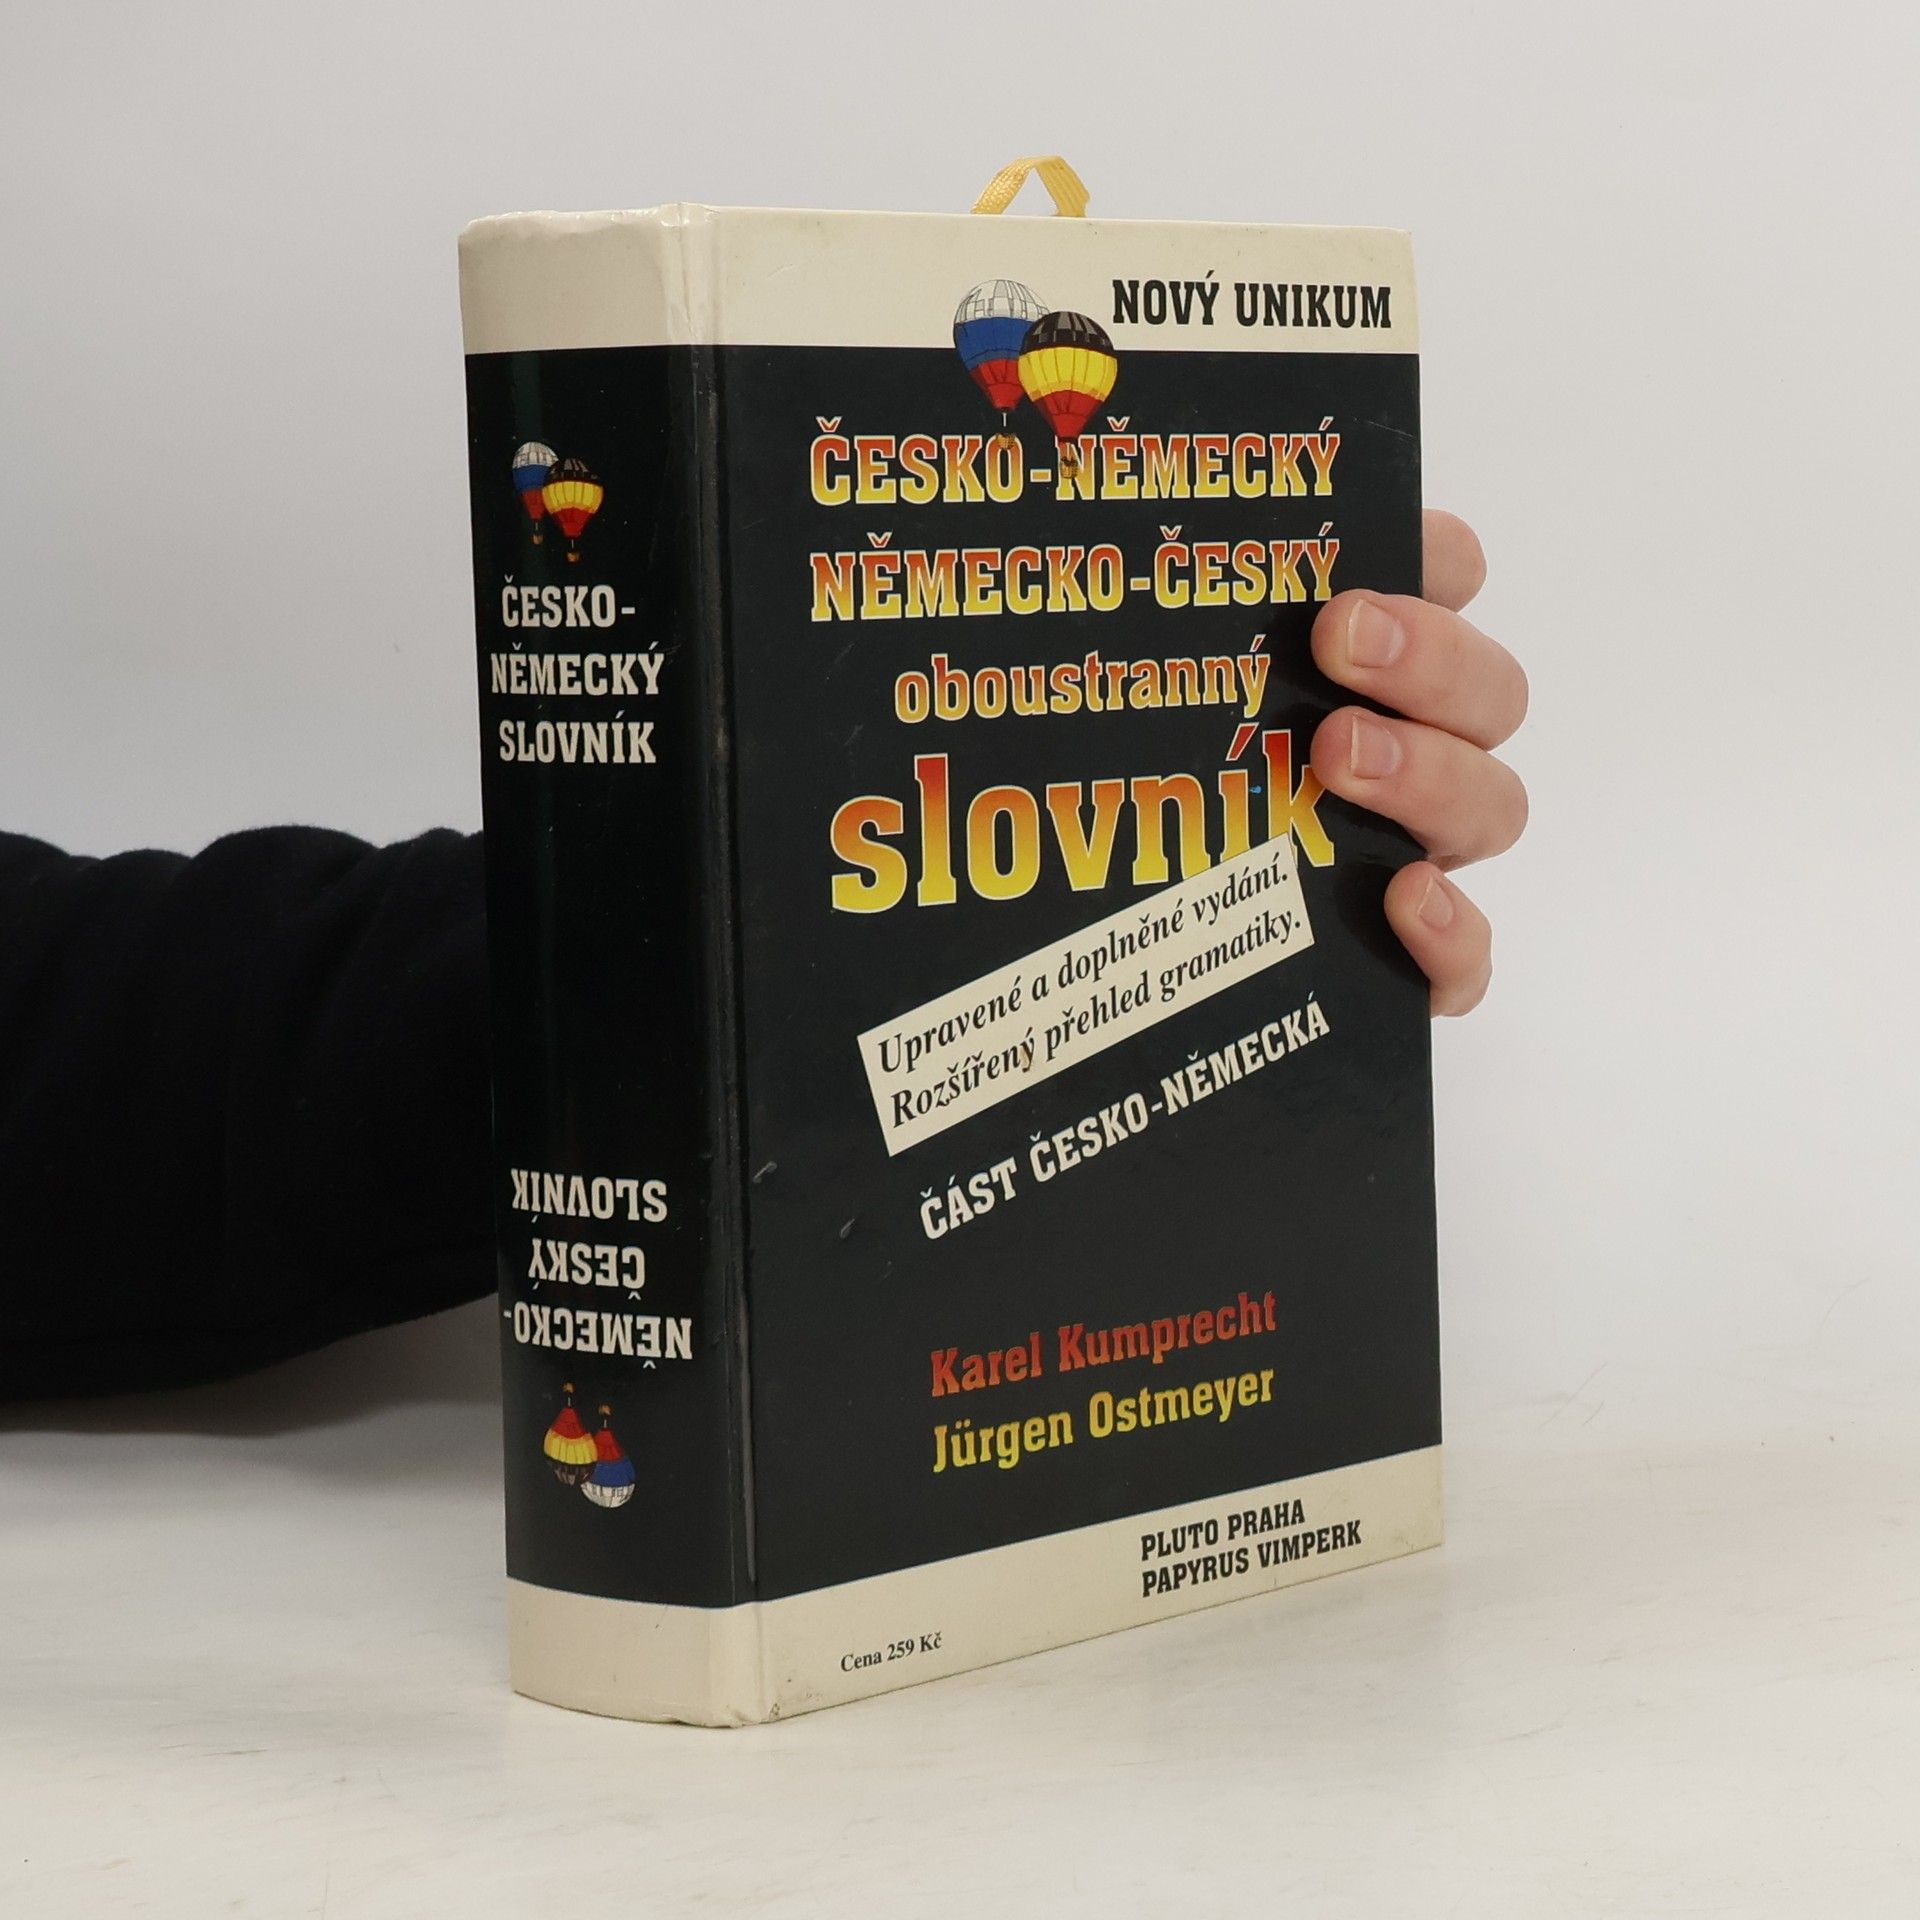 NOVÝ UNIKUM
ČESKO-NĚMECKÝ
NĚMECKO-ČESKÝ
oboustranný
slovník
Upravené a doplněné vydání.
Rozšířený přehled gramatiky.
ČÁST ČESKO-NĚMECKÁ
Karel Kumprecht
Jürgen Ostmeyer
PLUTO PRAHA
PAPYRUS VIMPERK
Cena 259 Kč
ČESKO-
NĚMECKÝ
SLOVNÍK
NĚMECKO-
ČESKÝ
SLOVNÍK